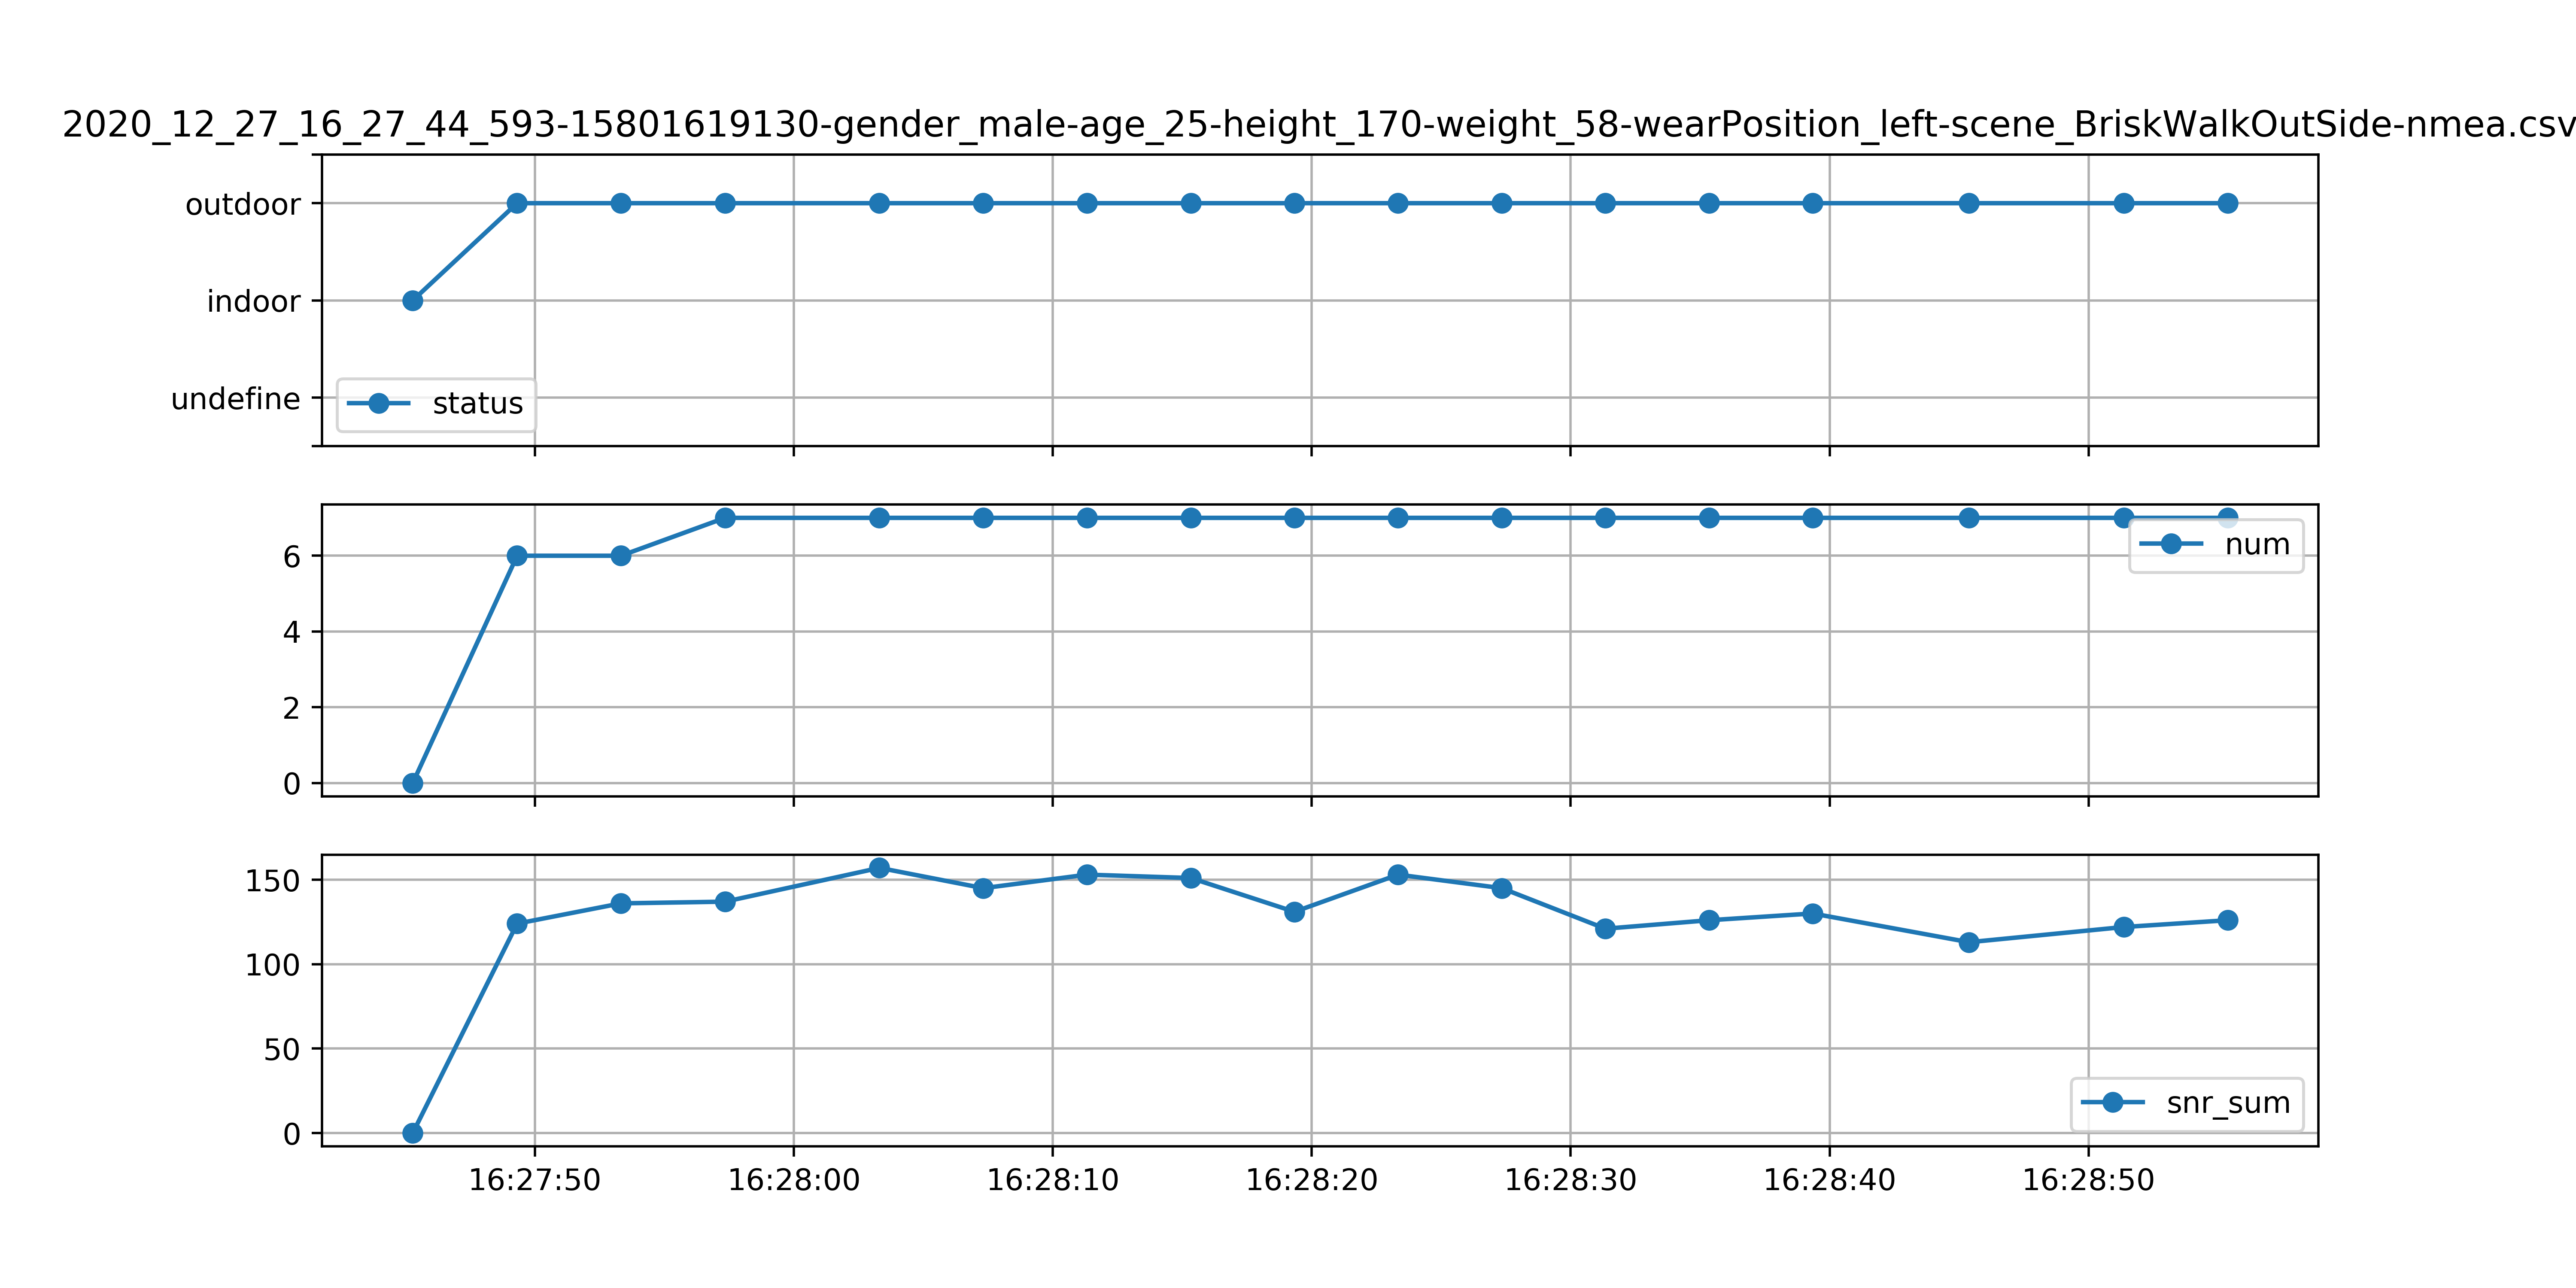 2020_12_27_16_27_44_593-15801619130-gender_male-age_25-height_170-weight_58-wearPosition_left-scene_BriskWalkOutSide-nmea.csv
outdoor
indoor
undefine
status
6
4
2
0
num
150
100
50
0
snr_sum
16:27:50 16:28:00 16:28:10 16:28:20 16:28:30 16:28:40 16:28:50